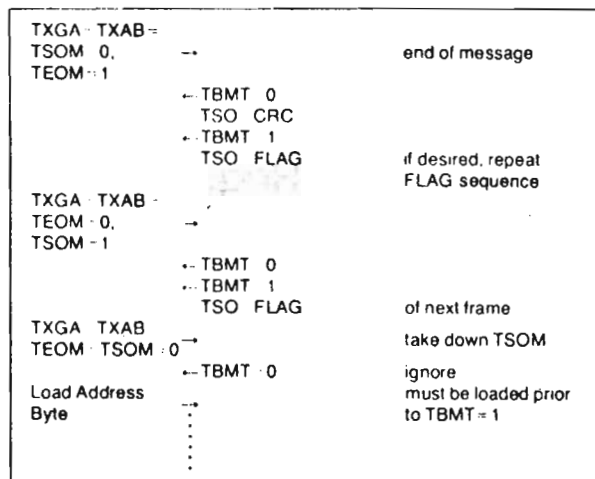 TXGA - TXAB =
TSOM 0, → end of message
TEOM = 1
← TBMT 0
TSO CRC
← TBMT 1
TSO FLAG if desired, repeat
FLAG sequence
TXGA TXAB -
TEOM - 0, →
TSOM - 1
← TBMT 0
← TBMT 1
TSO FLAG of next frame
TXGA TXAB → take down TSOM
TEOM TSOM = 0
← TBMT = 0 ignore
Load Address → must be loaded prior
Byte to TBMT = 1